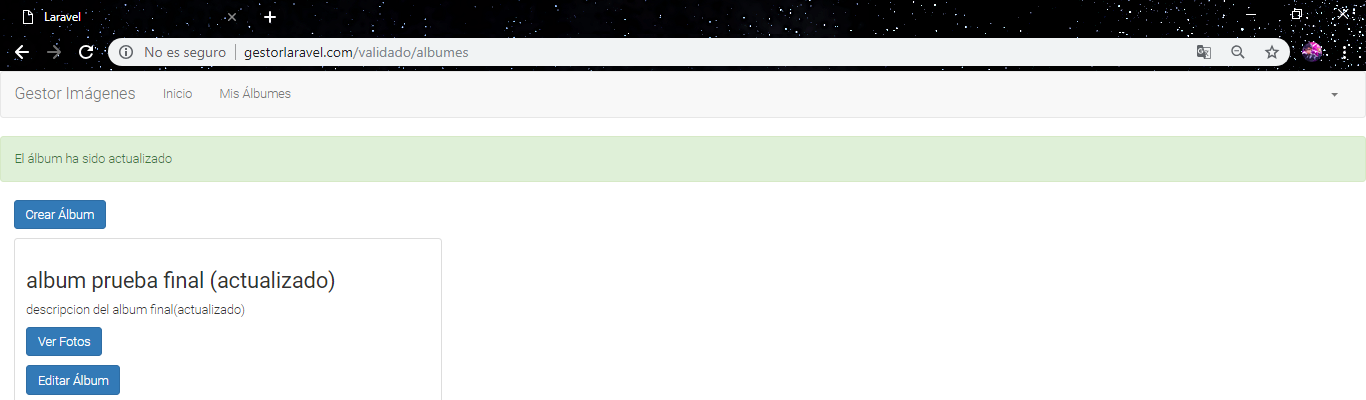 Laravel
No es seguro gestorlaravel.com/validado/albumes
Gestor Imágenes Inicio Mis Álbumes
El álbum ha sido actualizado
Crear Álbum
album prueba final (actualizado)
descripcion del album final(actualizado)
Ver Fotos
Editar Álbum